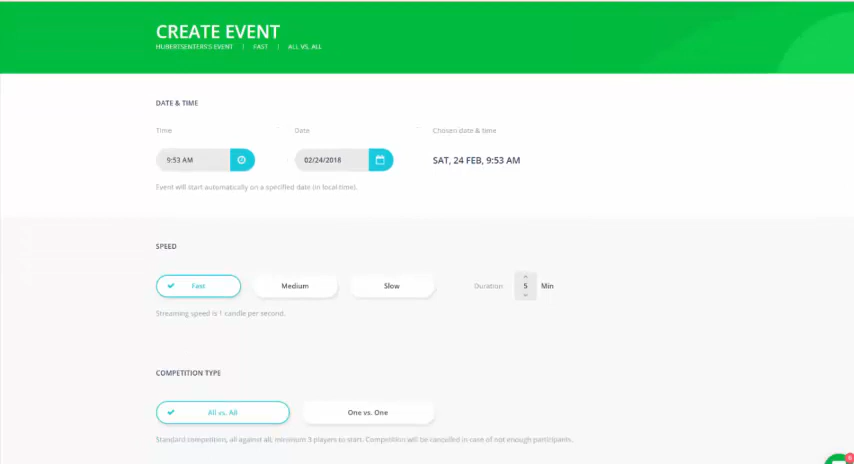 CREATE EVENT
HUBERTSENTERS'S EVENT | FAST | ALL VS. ALL
DATE & TIME
Time Date Chosen date & time
9:53 AM 02/24/2018 SAT, 24 FEB, 9:53 AM
Event will start automatically on a specified date (in local time).
SPEED
Fast Medium Slow Duration 5 Min
Streaming speed is 1 candle per second.
COMPETITION TYPE
All vs. All One vs. One
Standard competition, all against all, minimum 3 players to start. Competition will be cancelled in case of not enough participants.